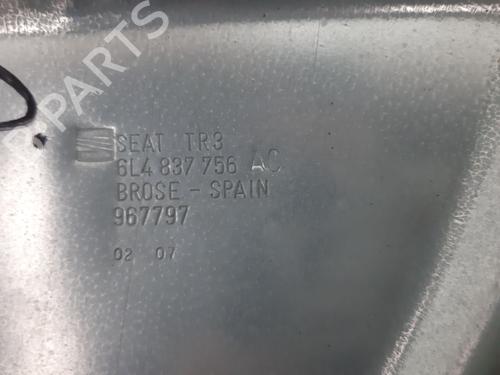 PARTS
SEAT TR3
6L4 837 756 AC
BROSE - SPAIN
967797
02 07